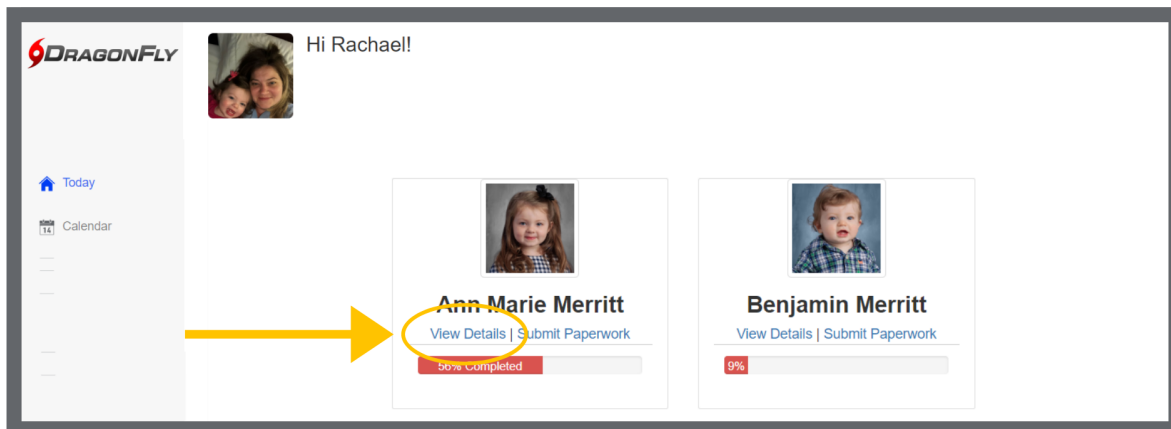 DRAGONFLY
Hi Rachael!
Today
14
Calendar
Ann Marie Merritt
View Details | Submit Paperwork
56% Completed
Benjamin Merritt
View Details | Submit Paperwork
9%